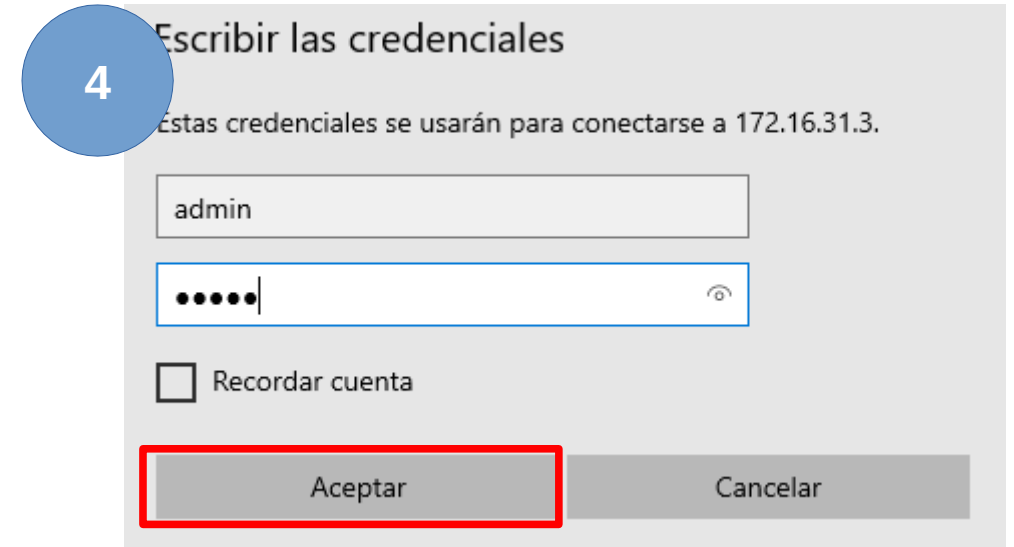 4
Escribir las credenciales
Estas credenciales se usarán para conectarse a 172.16.31.3.
admin
•••••
Recordar cuenta
Aceptar
Cancelar